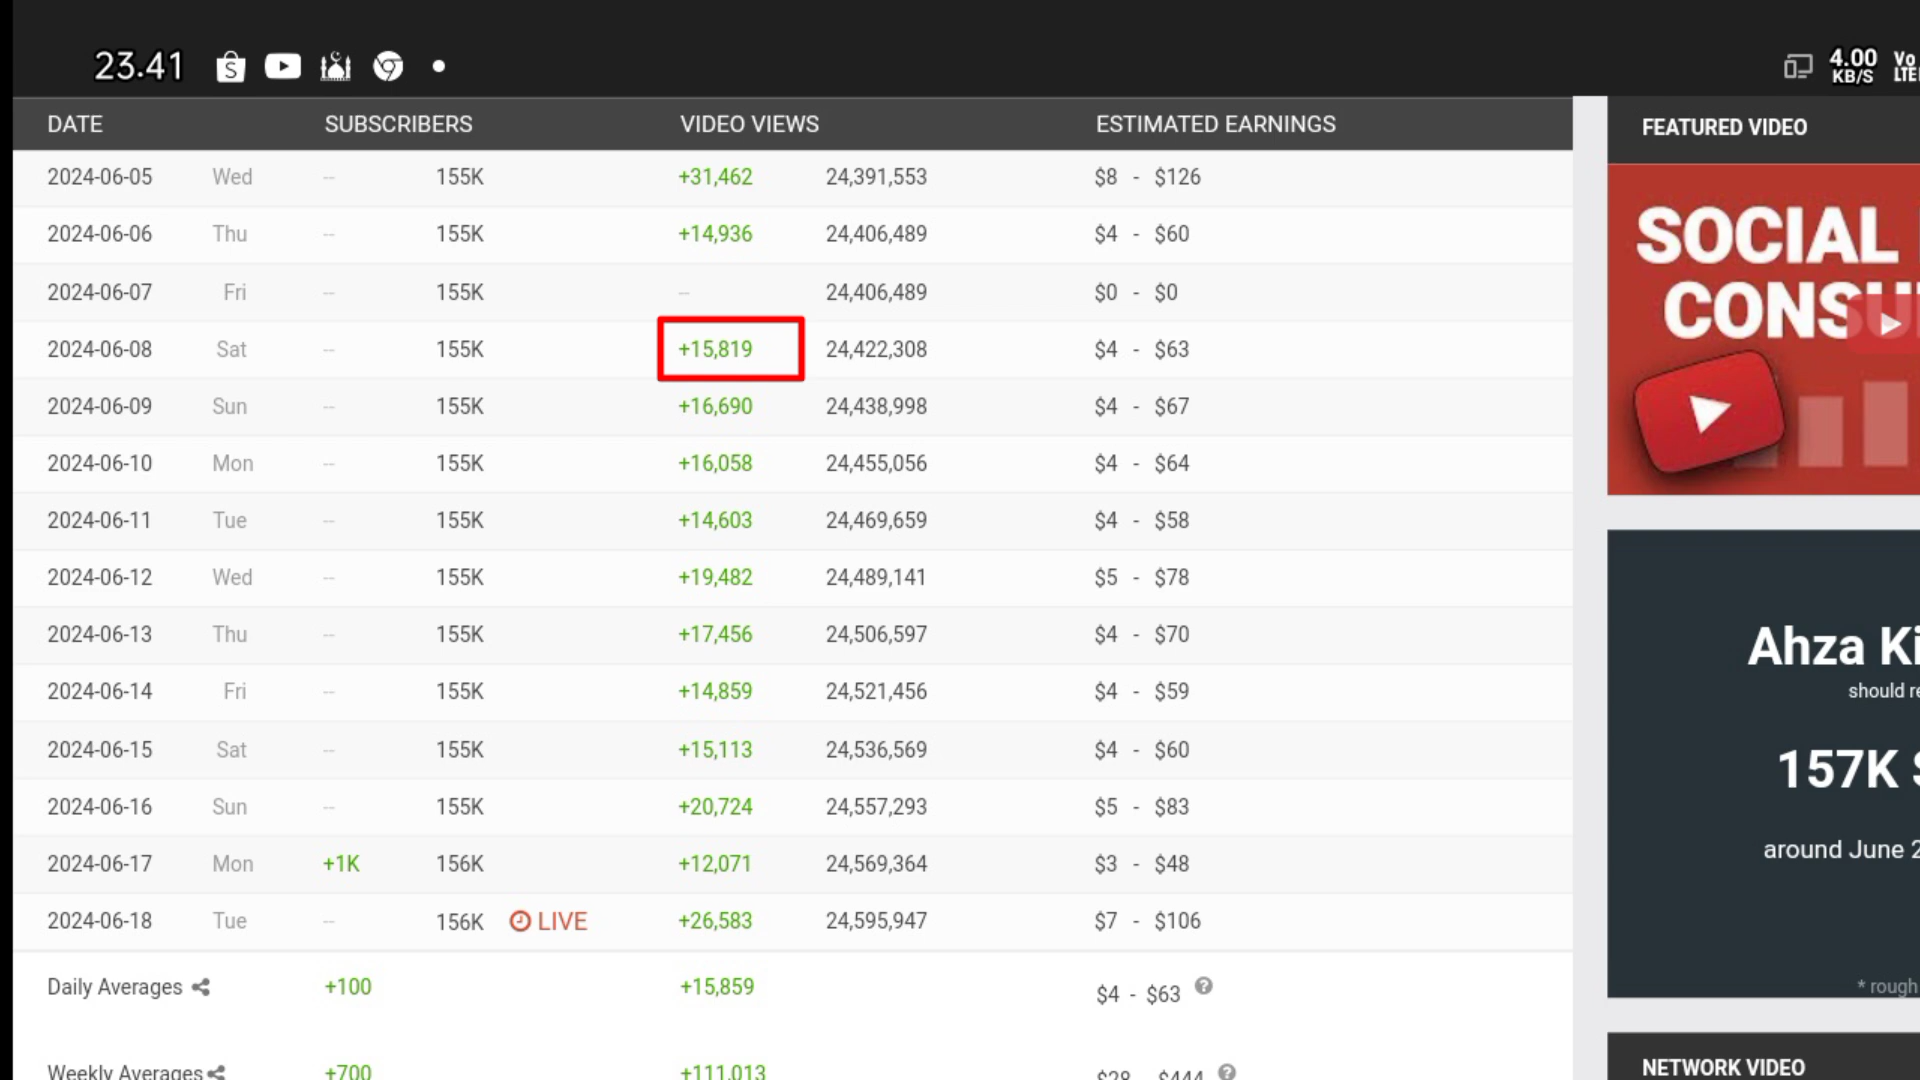 23.41
4.00 KB/S
Vo LTE
DATE SUBSCRIBERS VIDEO VIEWS ESTIMATED EARNINGS
2024-06-05 Wed -- 155K +31,462 24,391,553 $8 - $126
2024-06-06 Thu -- 155K +14,936 24,406,489 $4 - $60
2024-06-07 Fri -- 155K -- 24,406,489 $0 - $0
2024-06-08 Sat -- 155K +15,819 24,422,308 $4 - $63
2024-06-09 Sun -- 155K +16,690 24,438,998 $4 - $67
2024-06-10 Mon -- 155K +16,058 24,455,056 $4 - $64
2024-06-11 Tue -- 155K +14,603 24,469,659 $4 - $58
2024-06-12 Wed -- 155K +19,482 24,489,141 $5 - $78
2024-06-13 Thu -- 155K +17,456 24,506,597 $4 - $70
2024-06-14 Fri -- 155K +14,859 24,521,456 $4 - $59
2024-06-15 Sat -- 155K +15,113 24,536,569 $4 - $60
2024-06-16 Sun -- 155K +20,724 24,557,293 $5 - $83
2024-06-17 Mon +1K 156K +12,071 24,569,364 $3 - $48
2024-06-18 Tue -- 156K LIVE +26,583 24,595,947 $7 - $106
Daily Averages +100 +15,859 $4 - $63
Weekly Averages +700 +111,013 $28 - $444
FEATURED VIDEO
SOCIAL
CONSU
Ahza Ki
should re
157K S
around June 2
* rough
NETWORK VIDEO